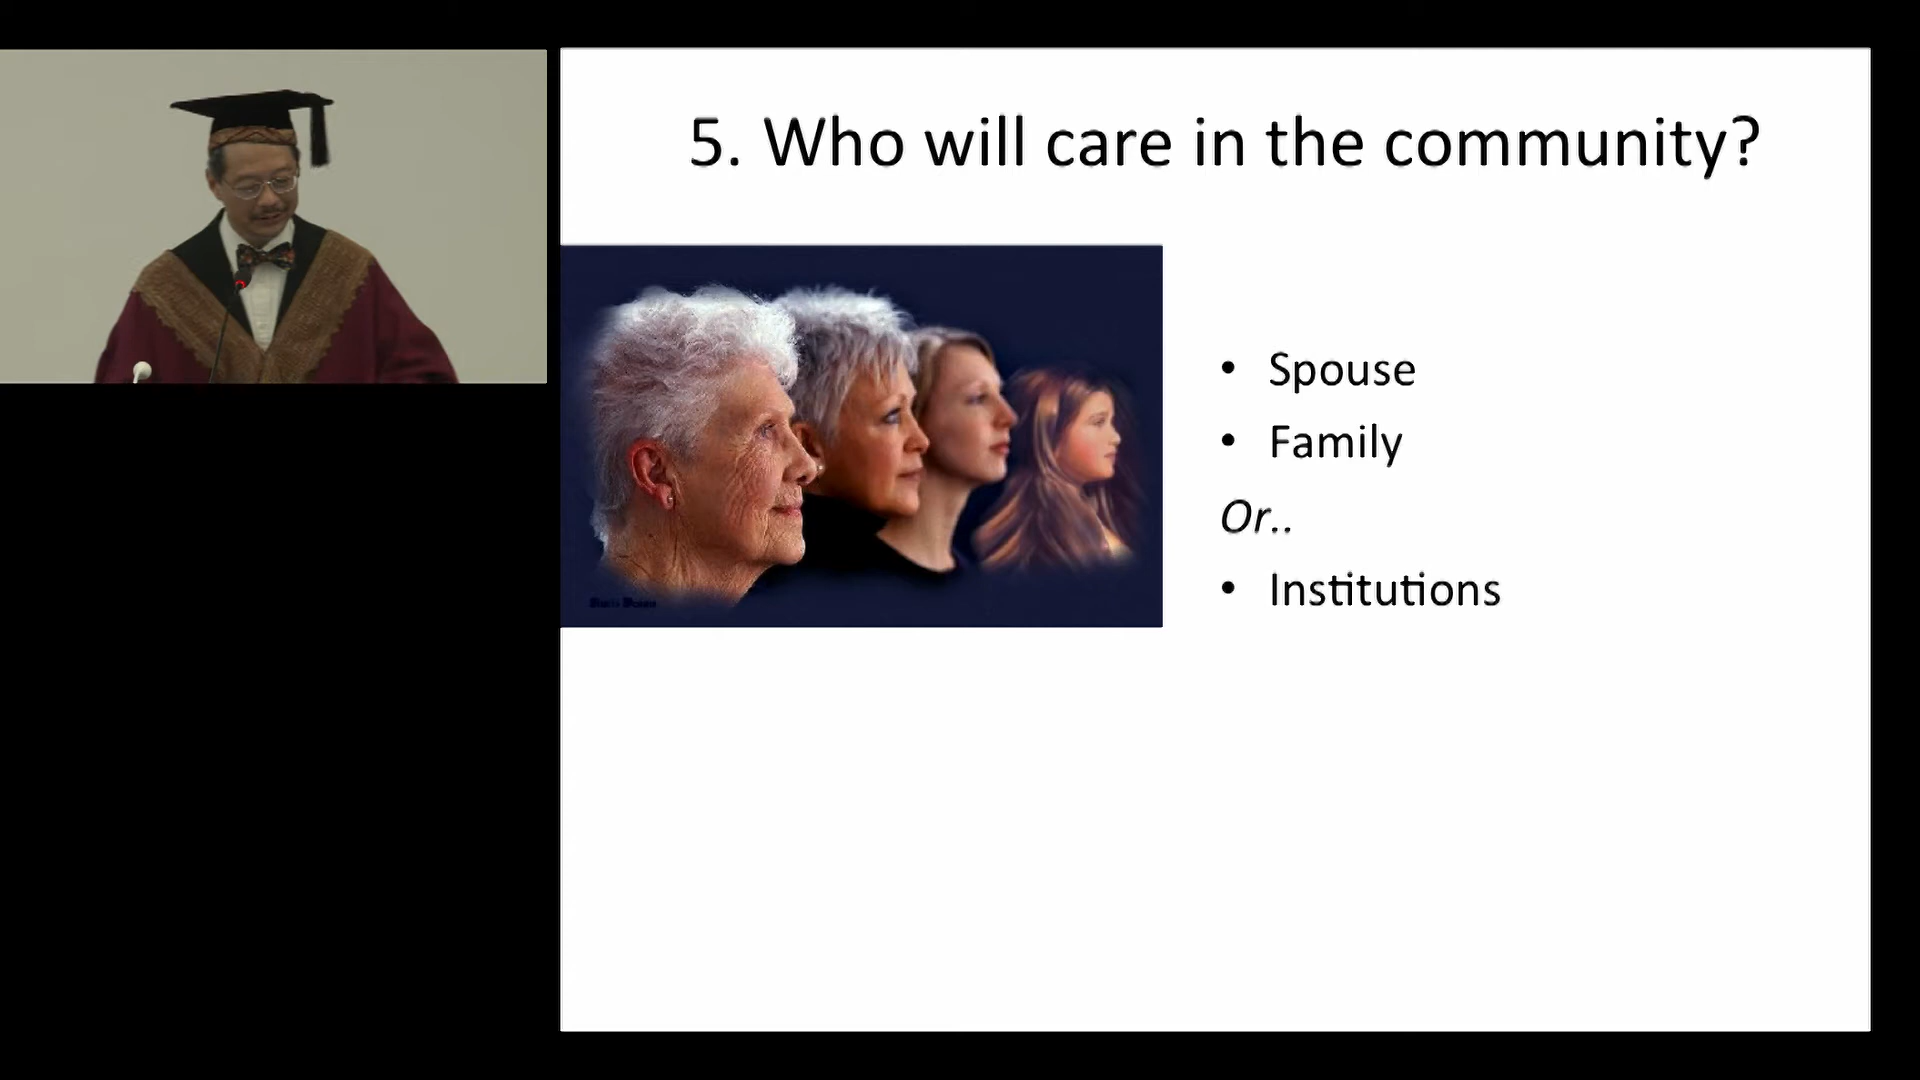 5. Who will care in the community?
• Spouse
• Family
Or..
• Institutions